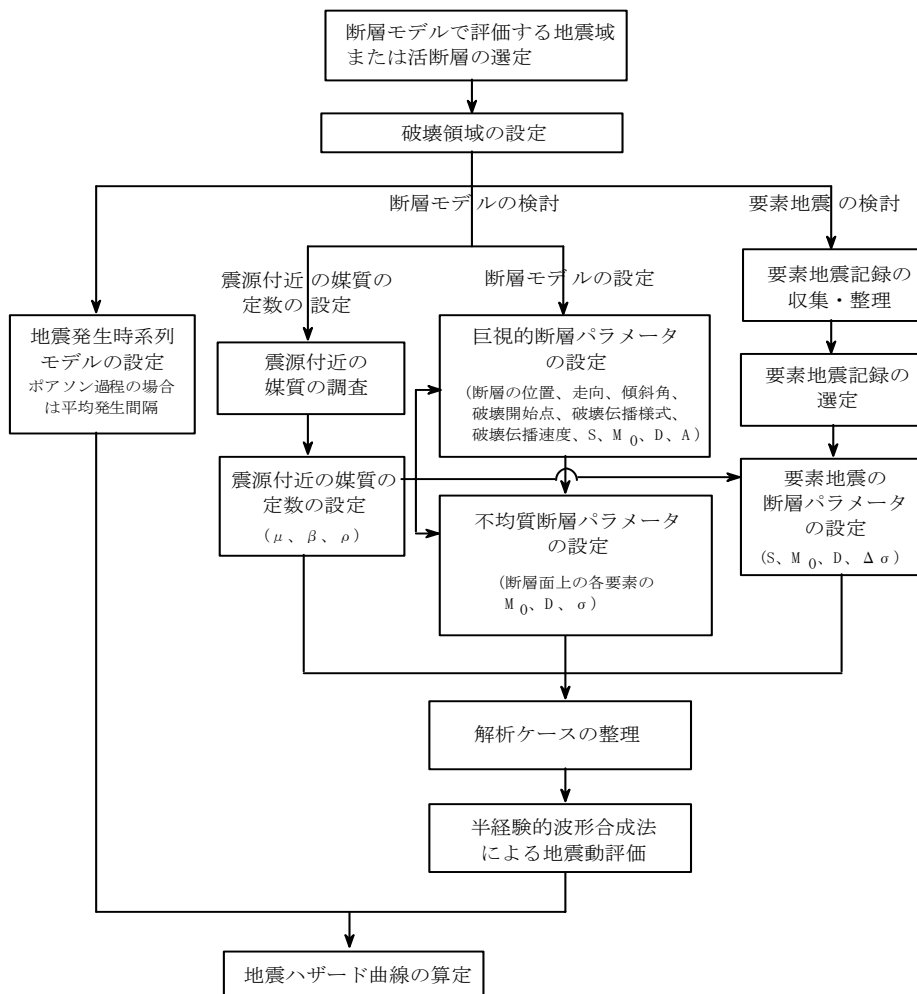 断層モデルで評価する地震域
または活断層の選定
破壊領域の設定
断層モデルの検討
要素地震の検討
震源付近の媒質の
定数の設定
断層モデルの設定
要素地震記録の
収集・整理
地震発生時系列
モデルの設定
ポアソン過程の場合
は平均発生間隔
震源付近の
媒質の調査
巨視的断層パラメータ
の設定
(断層の位置、走向、傾斜角、
破壊開始点、破壊伝播様式、
破壊伝播速度、S、M0、D、A)
要素地震記録の
選定
震源付近の媒質の
定数の設定
(μ、β、ρ)
不均質断層パラメータ
の設定
(断層面上の各要素の
M0、D、σ)
要素地震の
断層パラメータ
の設定
(S、M0、D、Δσ)
解析ケースの整理
半経験的波形合成法
による地震動評価
地震ハザード曲線の算定